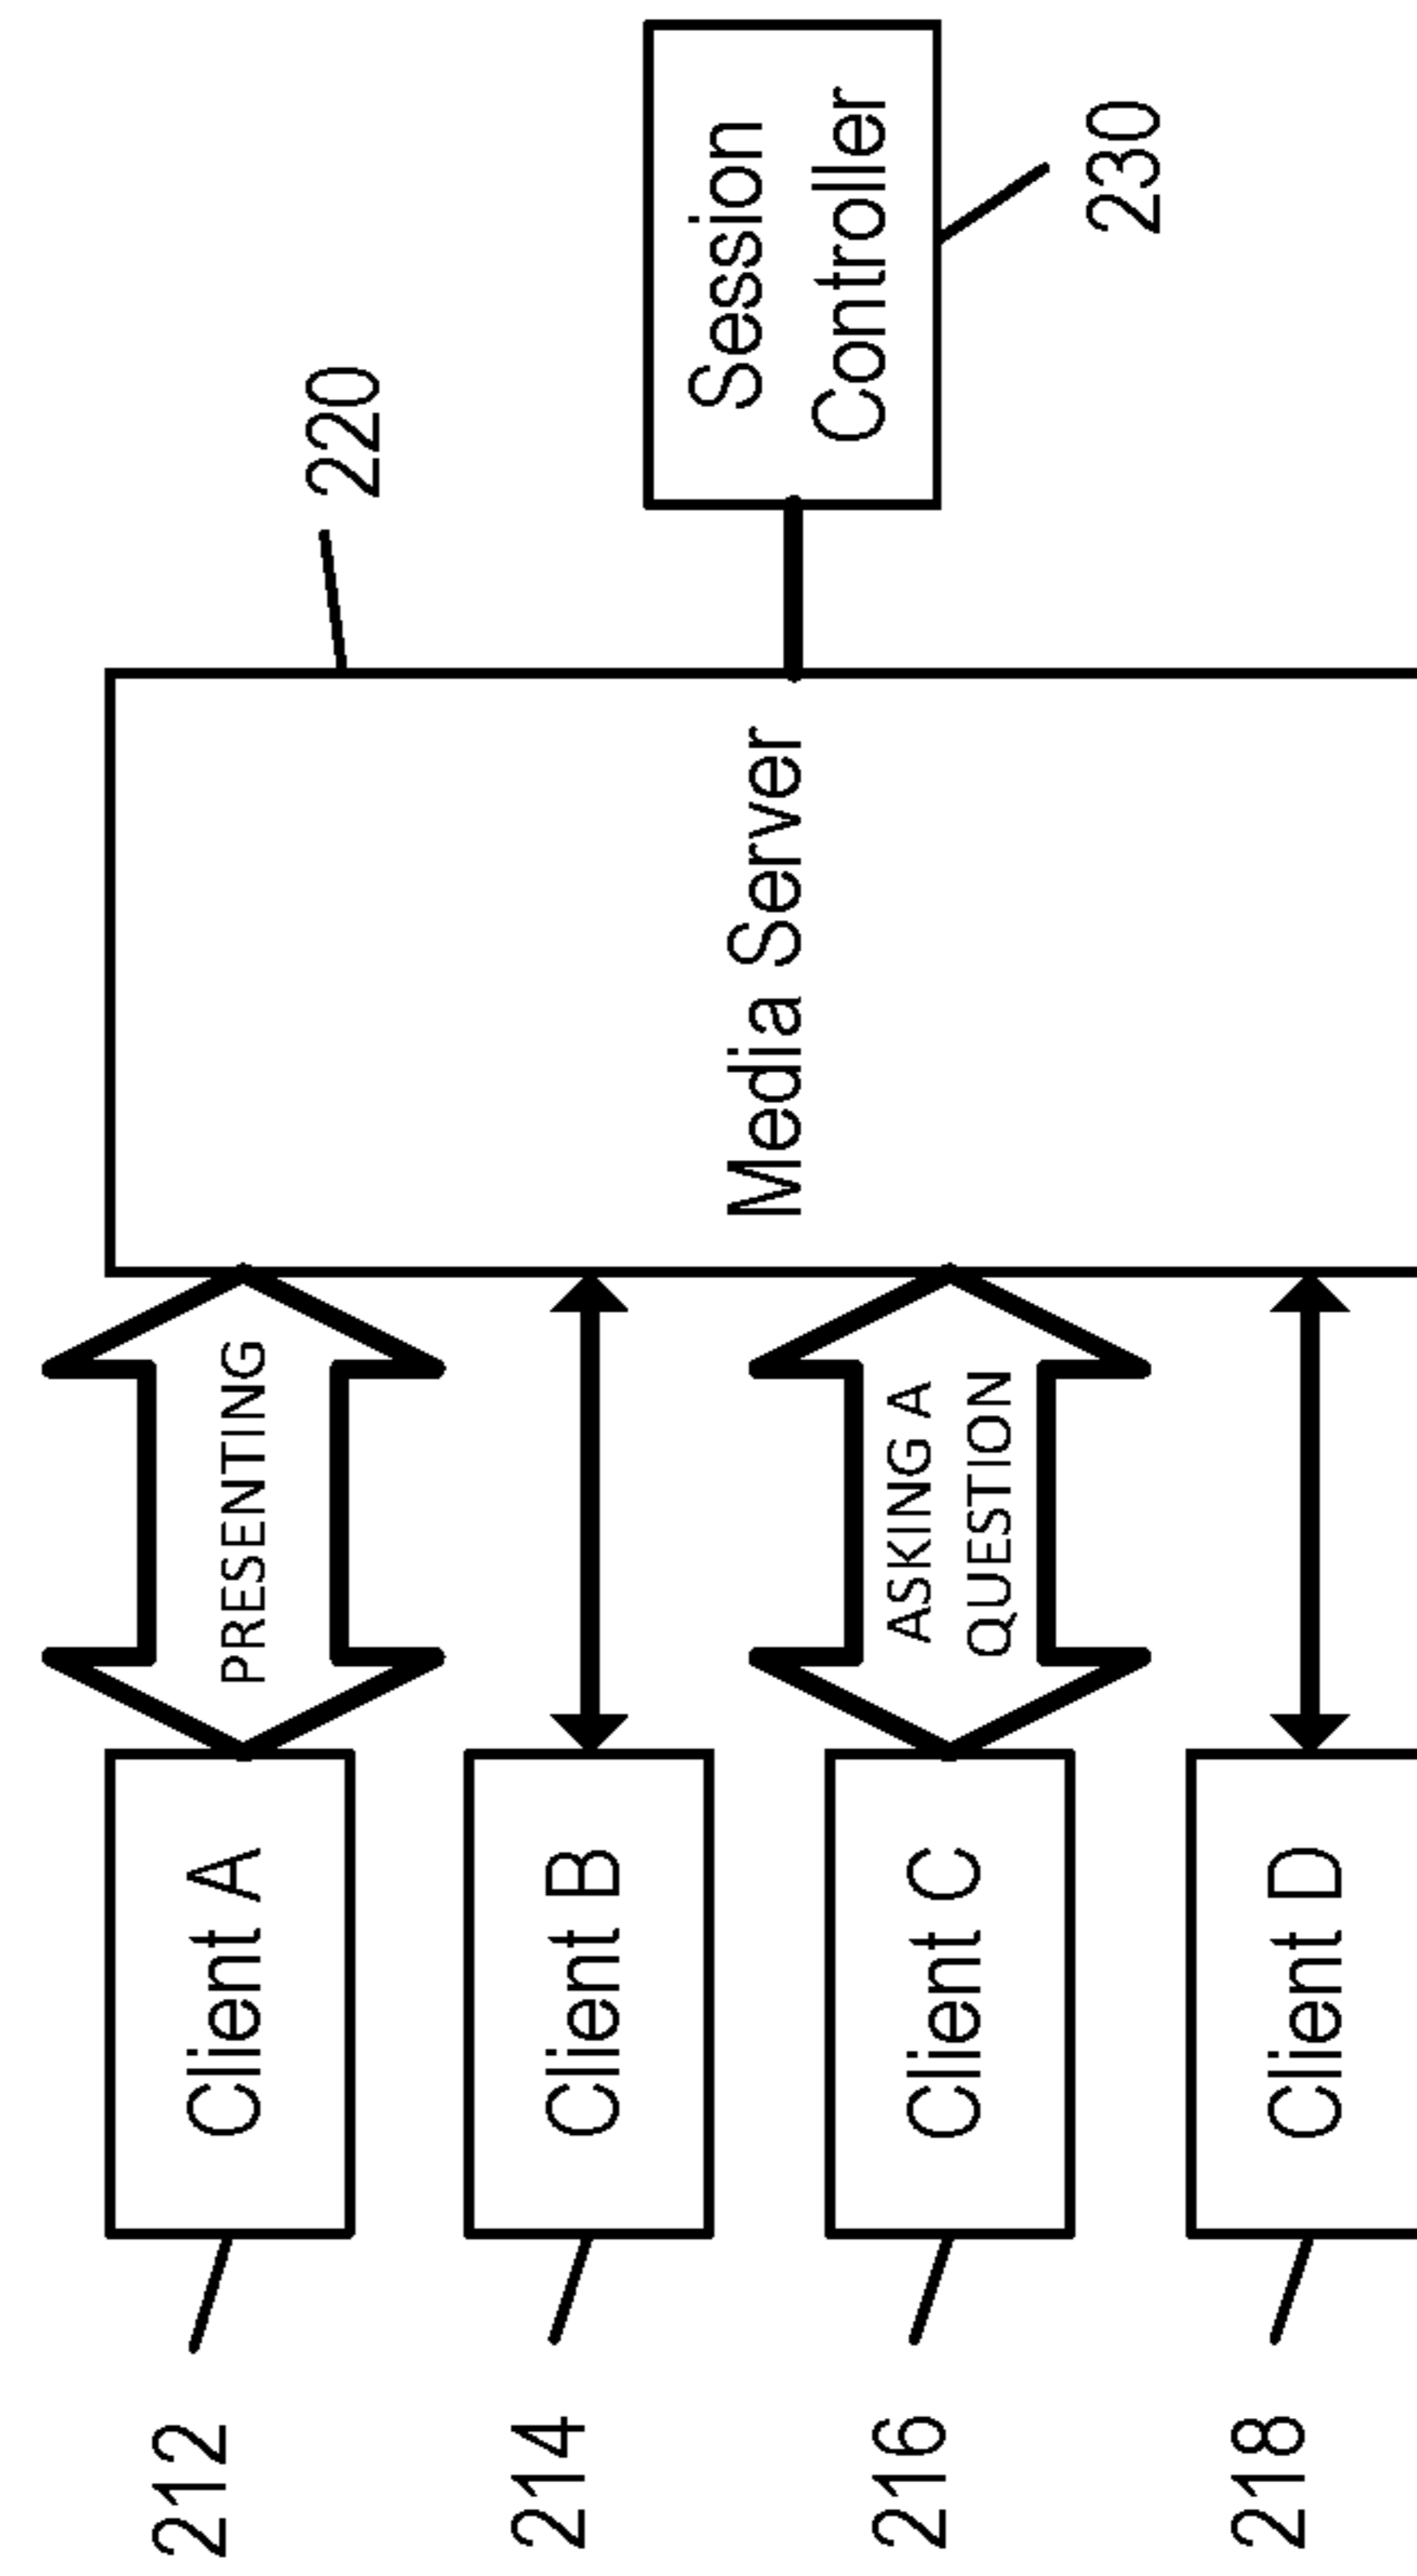 212
Client A
PRESENTING
214
Client B
216
Client C
ASKING A
QUESTION
218
Client D
Media Server
220
Session
Controller
230